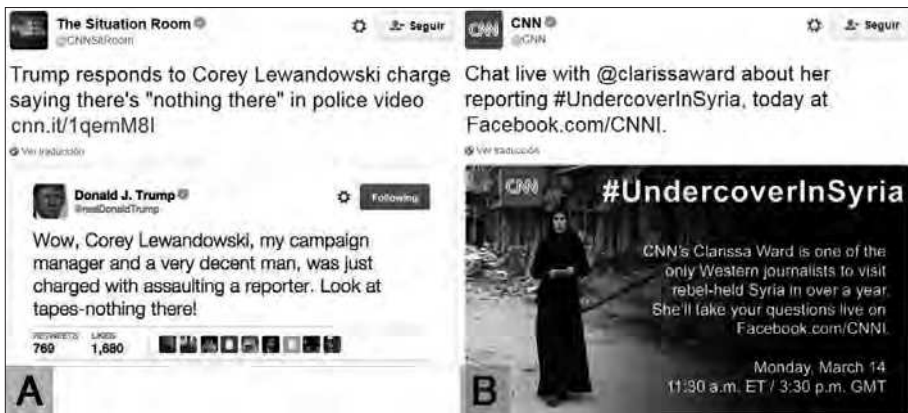 The Situation Room
@CNNSitRoom
Seguir
Trump responds to Corey Lewandowski charge
saying there's "nothing there" in police video
cnn.it/1qemM8I
Ver traducción
Donald J. Trump
@realDonaldTrump
Following
Wow, Corey Lewandowski, my campaign
manager and a very decent man, was just
charged with assaulting a reporter. Look at
tapes-nothing there!
RETWEETS LIKES
769 1,680
A
CNN
CNN
@CNN
Seguir
Chat live with @clarissaward about her
reporting #UndercoverInSyria, today at
Facebook.com/CNNI.
Ver traducción
CNN
#UndercoverInSyria
CNN's Clarissa Ward is one of the
only Western journalists to visit
rebel-held Syria in over a year.
She'll take your questions live on
Facebook.com/CNNI.
Monday, March 14
11:30 a.m. ET / 3:30 p.m. GMT
B